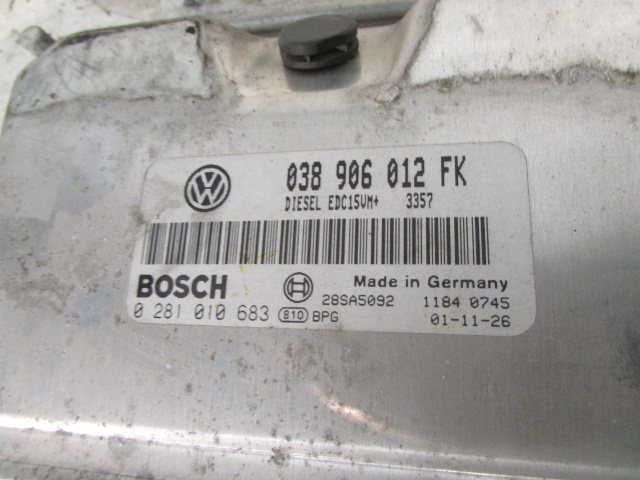 038 906 012 FK
DIESEL EDC15VM+ 3357
BOSCH Made in Germany
28SA5092 1184 0745
0 281 010 683 810 BPG 01-11-26